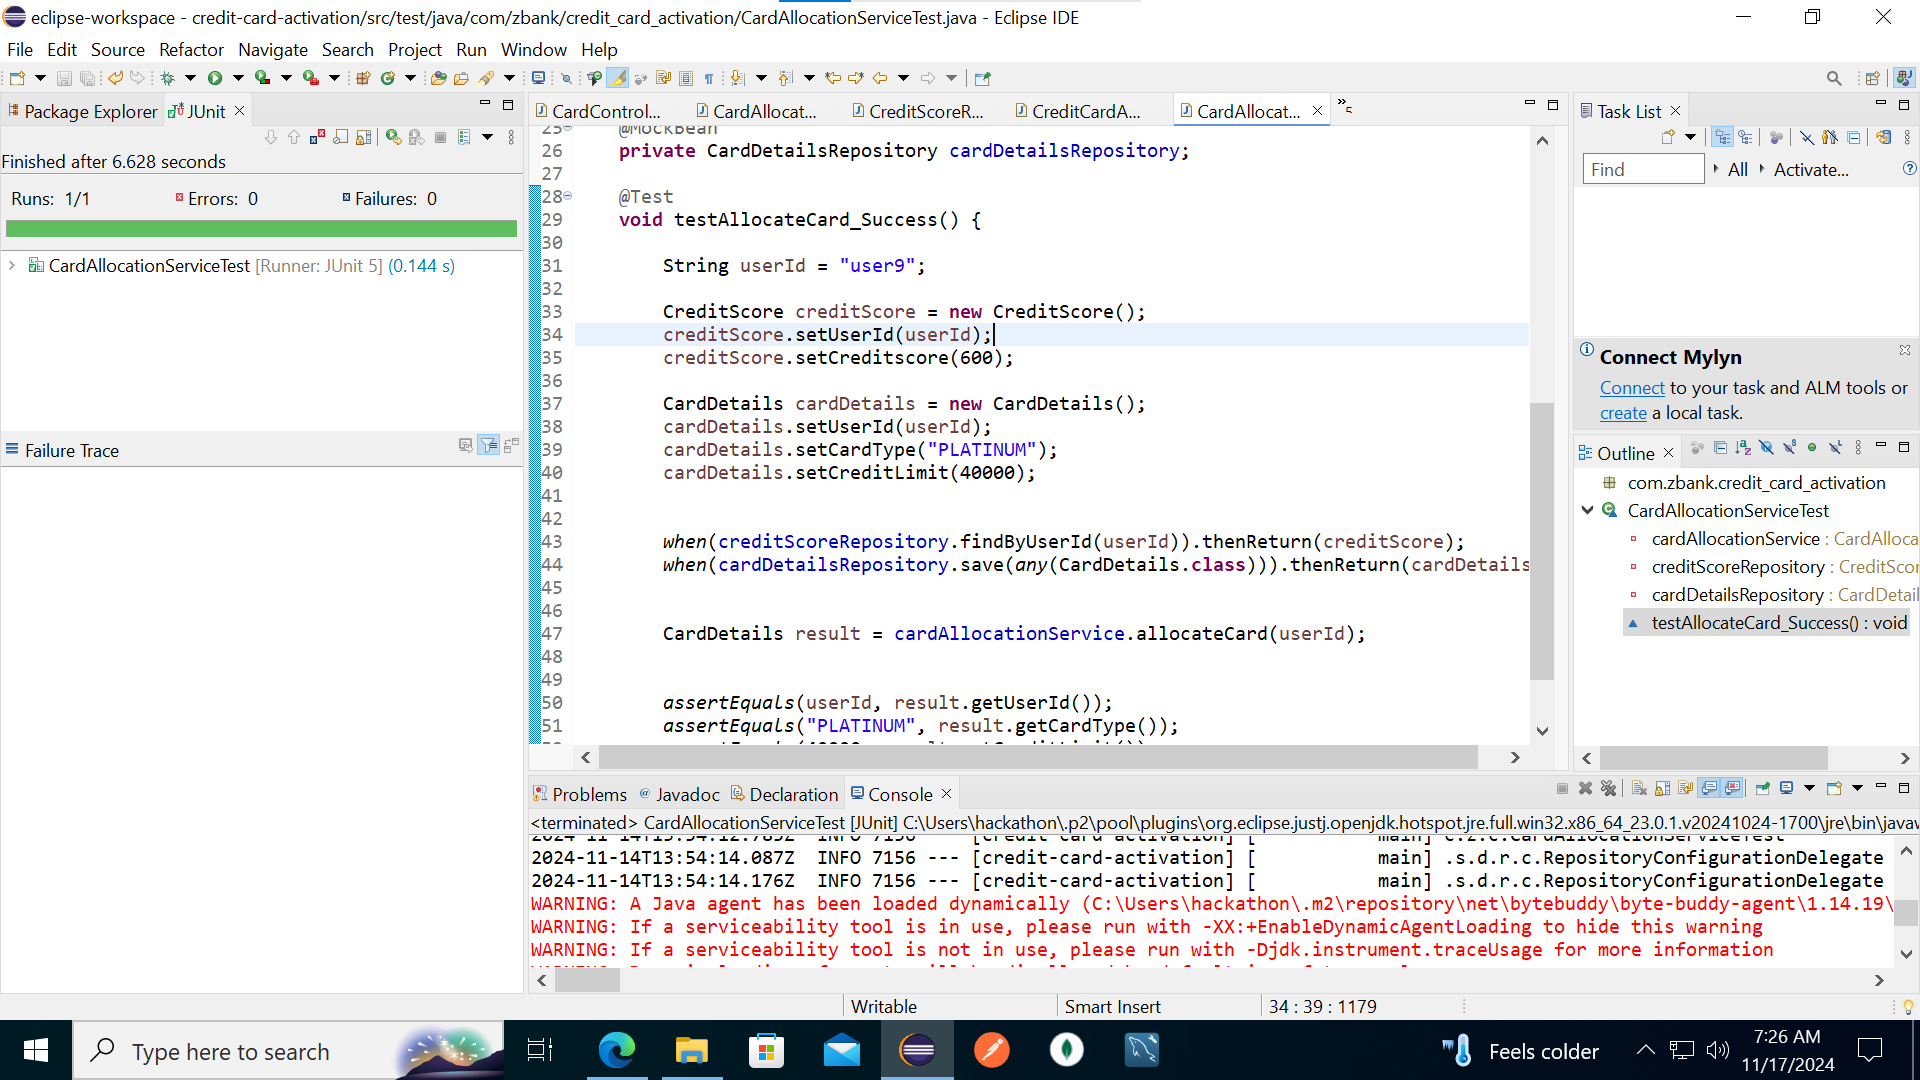 eclipse-workspace - credit-card-activation/src/test/java/com/zbank/credit_card_activation/CardAllocationServiceTest.java - Eclipse IDE
File Edit Source Refactor Navigate Search Project Run Window Help
Package Explorer JUnit
Finished after 6.628 seconds
Runs: 1/1 Errors: 0 Failures: 0
CardAllocationServiceTest [Runner: JUnit 5] (0.144 s)
Failure Trace
CardControl... CardAllocat... CreditScoreR... CreditCardA... CardAllocat... »5
25 @MockBean
26 private CardDetailsRepository cardDetailsRepository;
27
28 @Test
29 void testAllocateCard_Success() {
30
31 String userId = "user9";
32
33 CreditScore creditScore = new CreditScore();
34 creditScore.setUserId(userId);
35 creditScore.setCreditscore(600);
36
37 CardDetails cardDetails = new CardDetails();
38 cardDetails.setUserId(userId);
39 cardDetails.setCardType("PLATINUM");
40 cardDetails.setCreditLimit(40000);
41
42
43 when(creditScoreRepository.findByUserId(userId)).thenReturn(creditScore);
44 when(cardDetailsRepository.save(any(CardDetails.class))).thenReturn(cardDetails
45
46
47 CardDetails result = cardAllocationService.allocateCard(userId);
48
49
50 assertEquals(userId, result.getUserId());
51 assertEquals("PLATINUM", result.getCardType());
Task List
Find All Activate...
Connect Mylyn
Connect to your task and ALM tools or
create a local task.
Outline
com.zbank.credit_card_activation
CardAllocationServiceTest
cardAllocationService : CardAlloca
creditScoreRepository : CreditScor
cardDetailsRepository : CardDetail
testAllocateCard_Success() : void
Problems @ Javadoc Declaration Console
<terminated> CardAllocationServiceTest [JUnit] C:\Users\hackathon\.p2\pool\plugins\org.eclipse.justj.openjdk.hotspot.jre.full.win32.x86_64_23.0.1.v20241024-1700\jre\bin\javaw
2024-11-14T13:54:14.087Z INFO 7156 --- [credit-card-activation] [ main] .s.d.r.c.RepositoryConfigurationDelegate
2024-11-14T13:54:14.176Z INFO 7156 --- [credit-card-activation] [ main] .s.d.r.c.RepositoryConfigurationDelegate
WARNING: A Java agent has been loaded dynamically (C:\Users\hackathon\.m2\repository\net\bytebuddy\byte-buddy-agent\1.14.19\
WARNING: If a serviceability tool is in use, please run with -XX:+EnableDynamicAgentLoading to hide this warning
WARNING: If a serviceability tool is not in use, please run with -Djdk.instrument.traceUsage for more information
Writable Smart Insert 34 : 39 : 1179
Type here to search
Feels colder
7:26 AM
11/17/2024